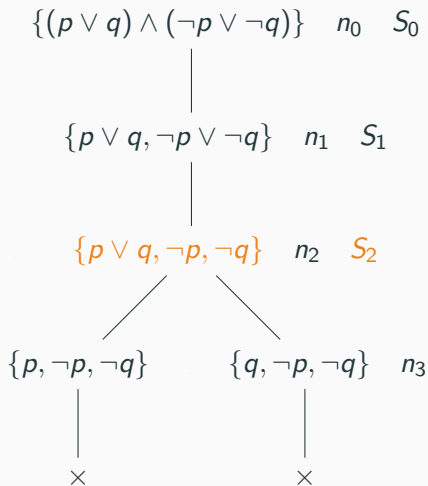 {(p ∨ q) ∧ (¬p ∨ ¬q)} n₀ S₀
{p ∨ q, ¬p ∨ ¬q} n₁ S₁
{p ∨ q, ¬p, ¬q} n₂ S₂
{p, ¬p, ¬q} {q, ¬p, ¬q} n₃
× ×